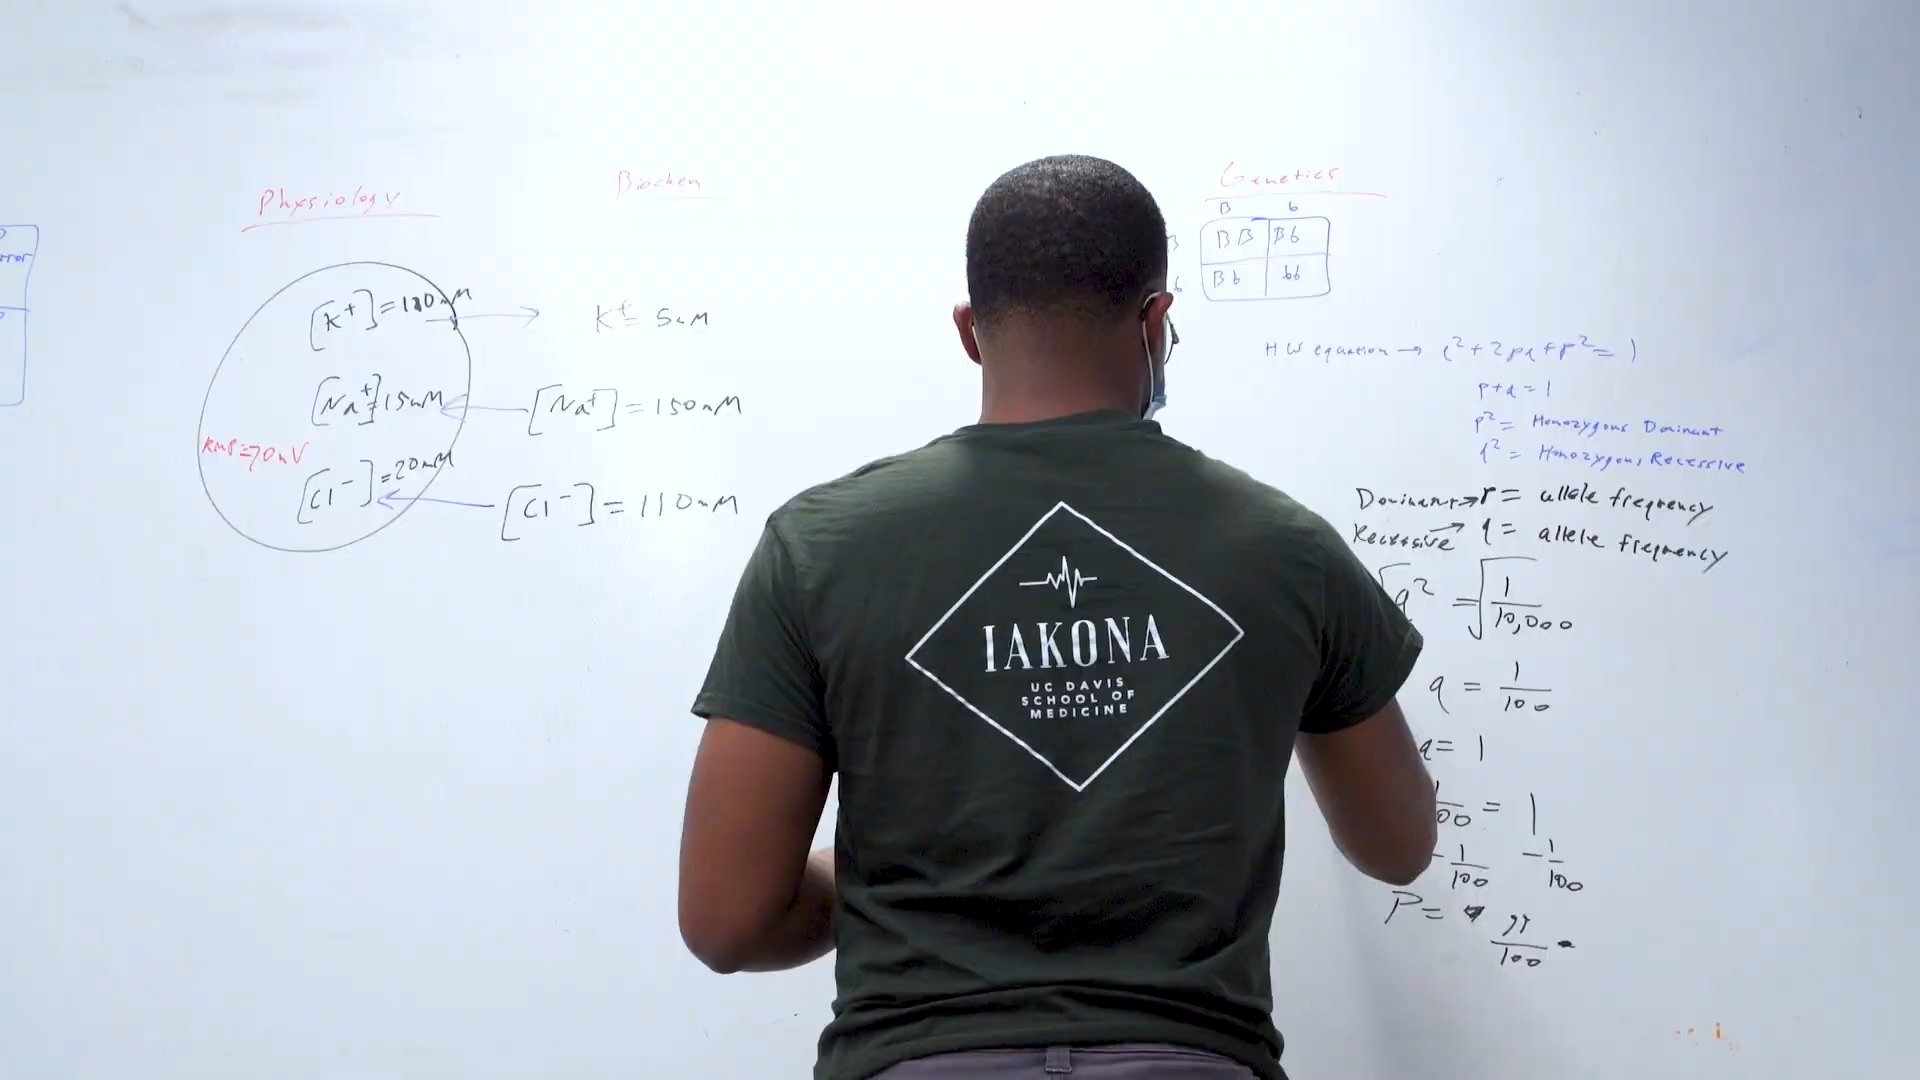 Physiology
[K+] = 110mM
[Na+] = 15mM
RMP = -70mV
[Cl-] = 20mM
Biochem
K+ = 5mM
[Na+] = 150mM
[Cl-] = 110mM
IAKONA
UC DAVIS
SCHOOL OF
MEDICINE
Genetics
B b
B BB Bb
b Bb bb
HW equation → q² + 2pq + p² = 1
p + q = 1
p² = Homozygous Dominant
q² = Homozygous Recessive
Dominant → p = allele frequency
Recessive → q = allele frequency
√q² = √1/10,000
q = 1/100
q = 1
1/100 = 1
- 1/100 - 1/100
P = 99/100